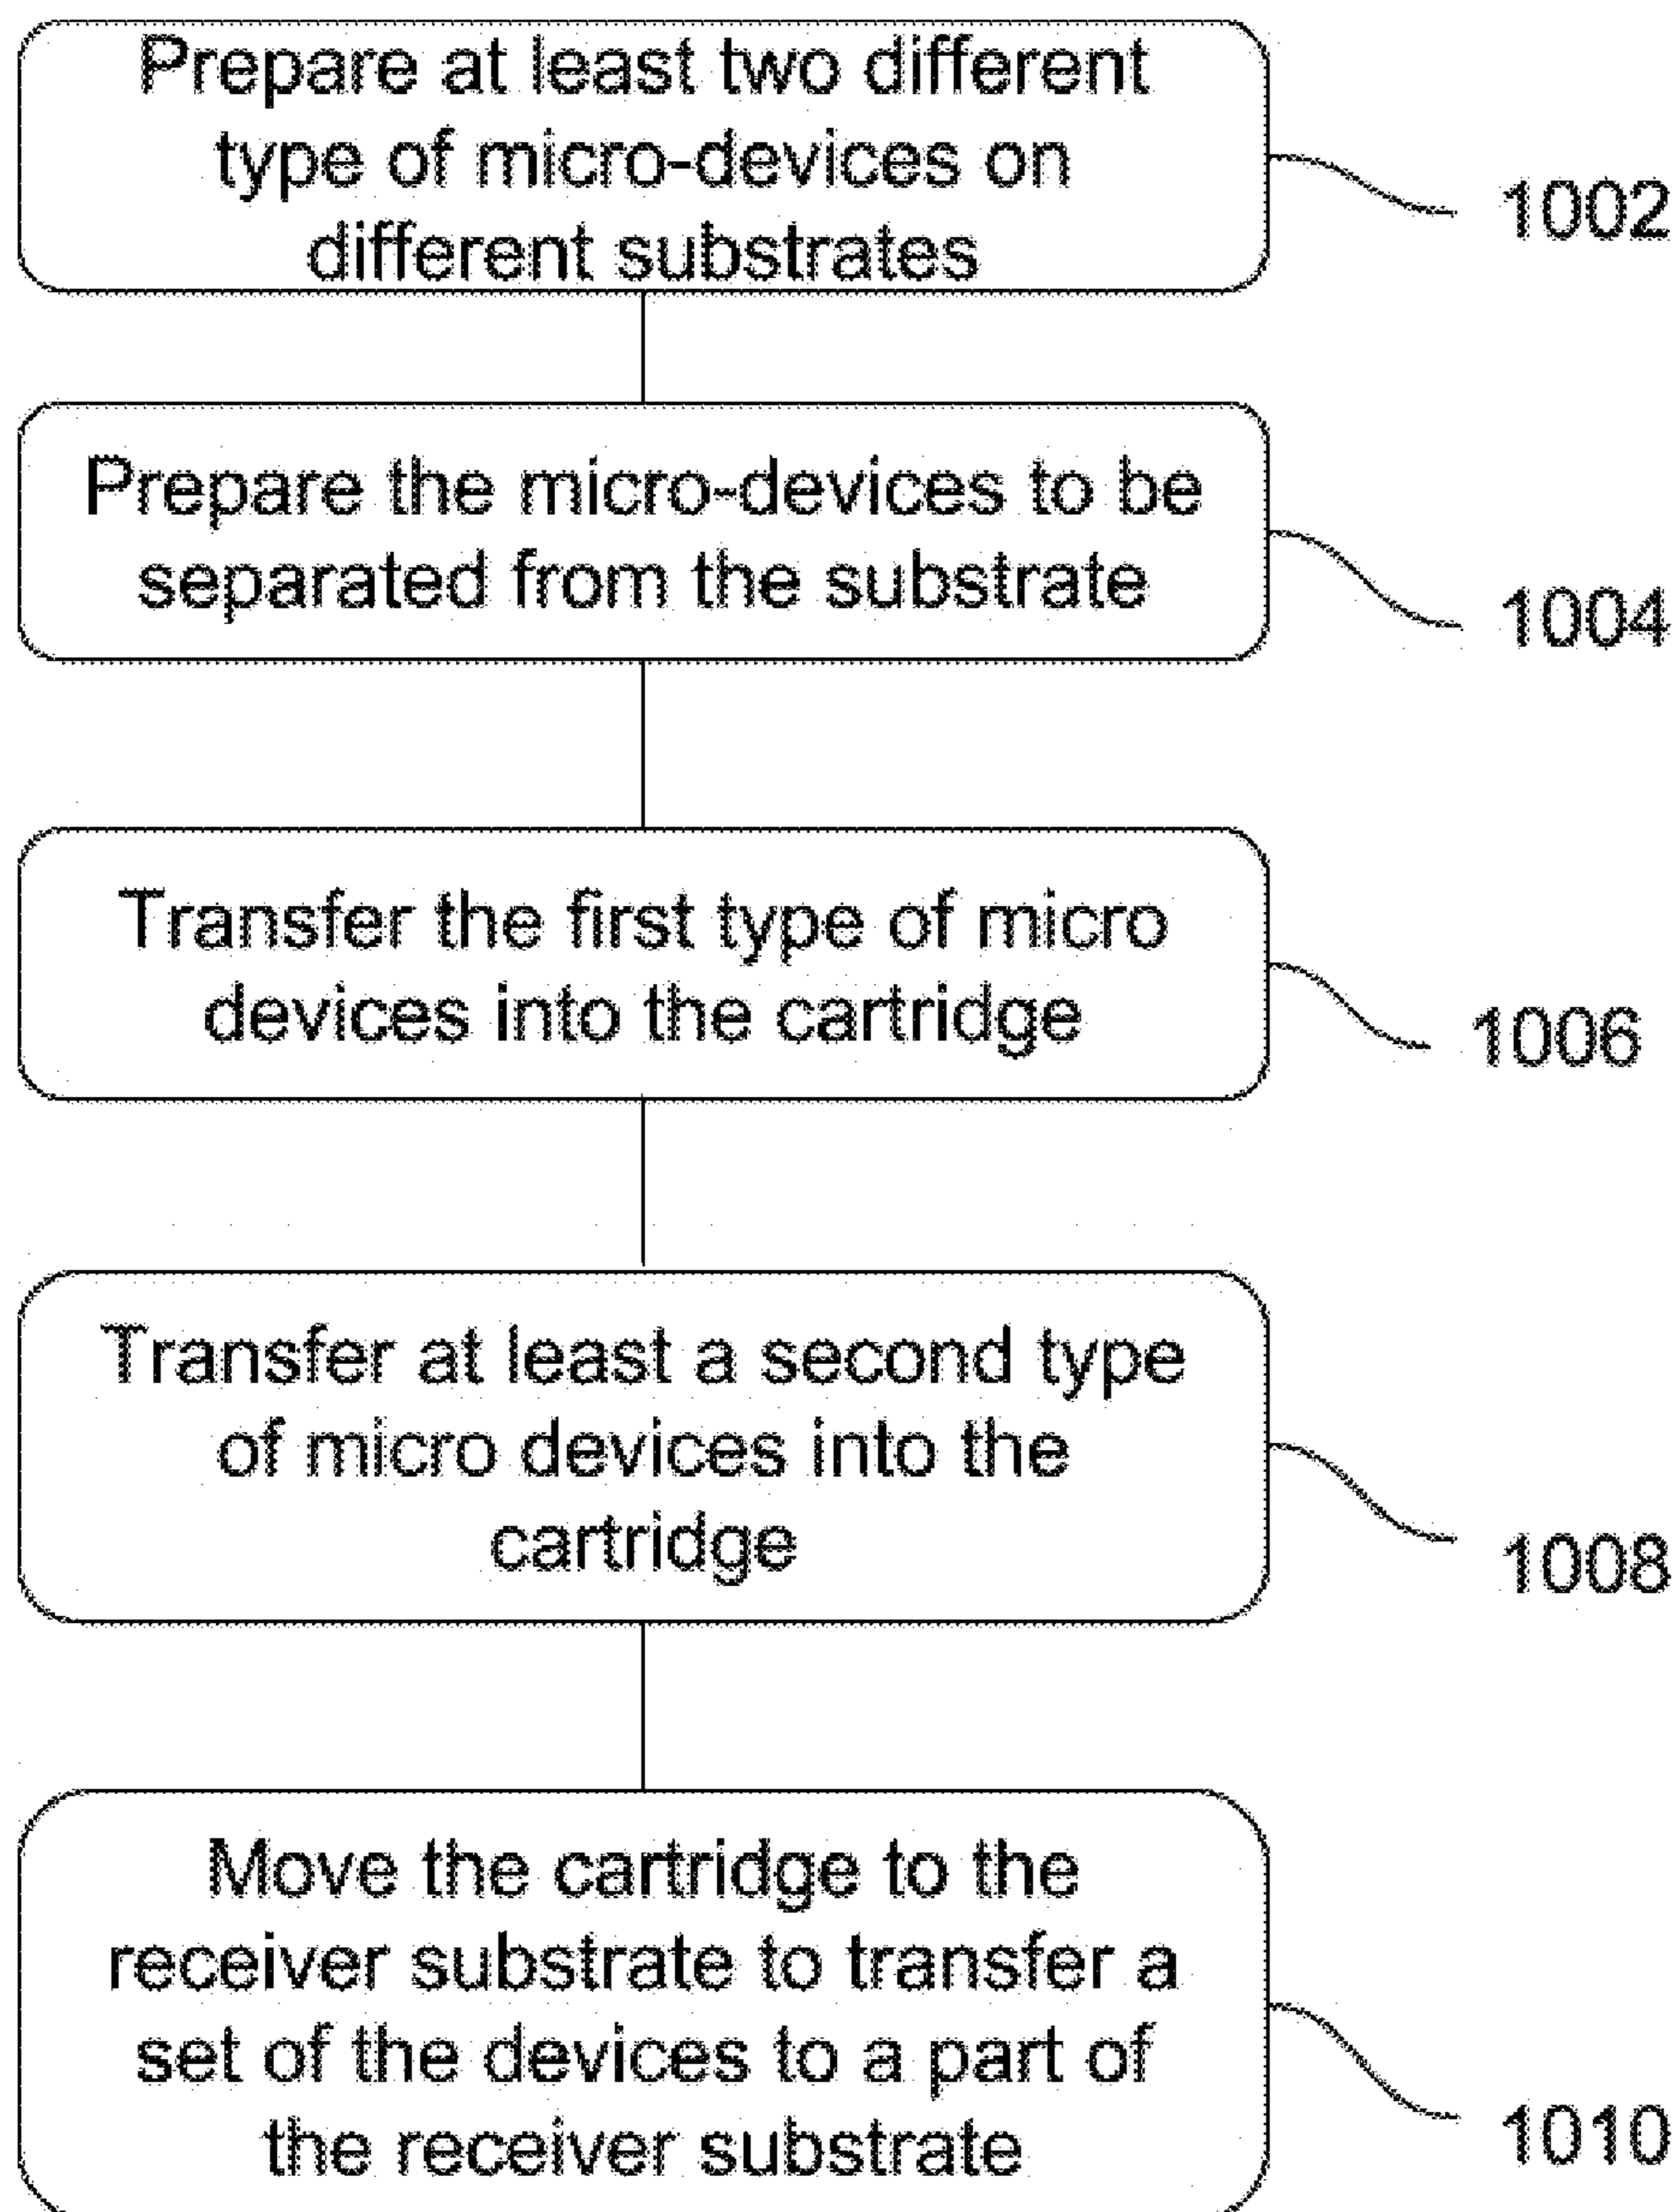 Prepare at least two different
type of micro-devices on
different substrates
1002
Prepare the micro-devices to be
separated from the substrate
1004
Transfer the first type of micro
devices into the cartridge
1006
Transfer at least a second type
of micro devices into the
cartridge
1008
Move the cartridge to the
receiver substrate to transfer a
set of the devices to a part of
the receiver substrate
1010